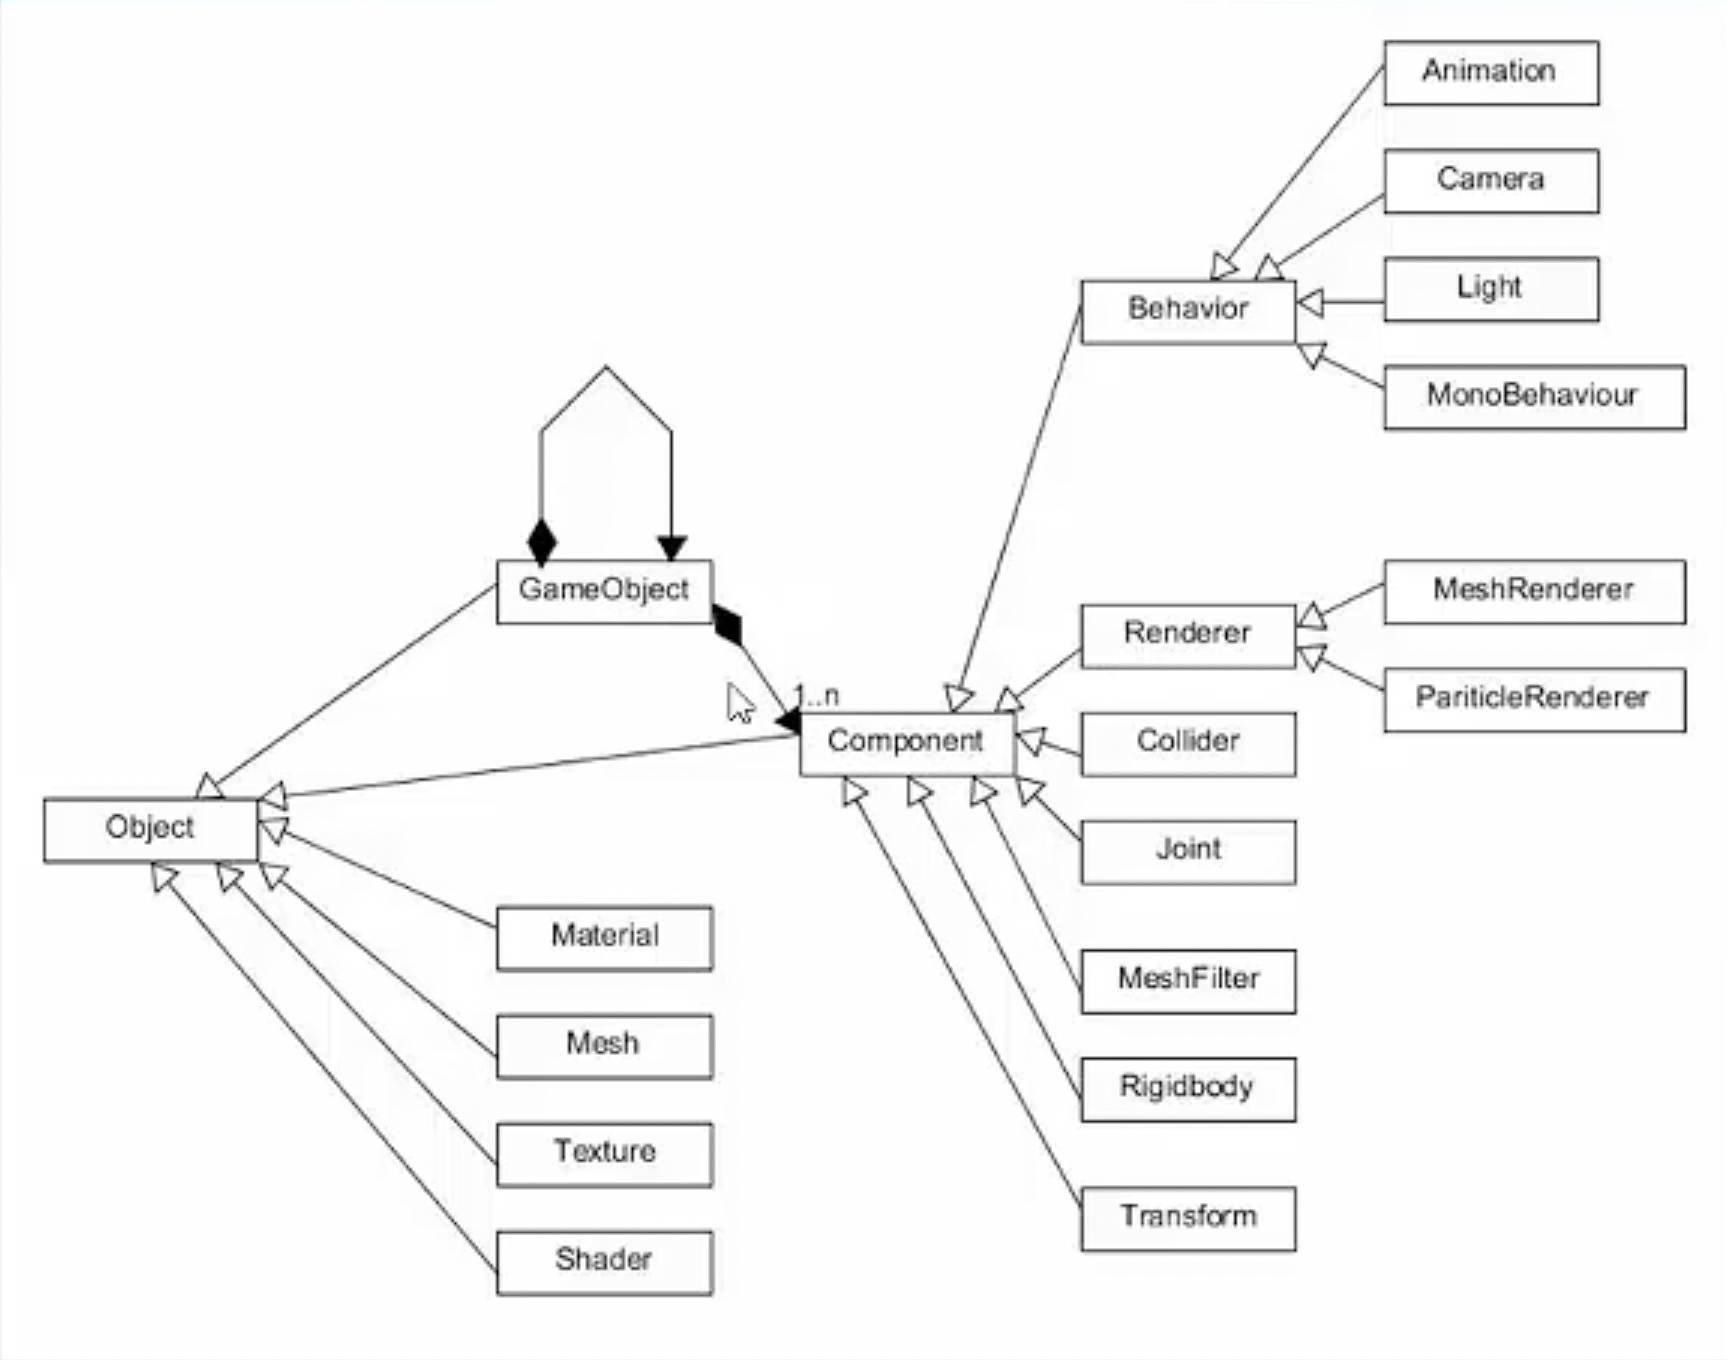 Animation
Camera
Light
Behavior
MonoBehaviour
GameObject
MeshRenderer
Renderer
PariticleRenderer
1..n
Component
Collider
Object
Joint
Material
MeshFilter
Mesh
Rigidbody
Texture
Transform
Shader